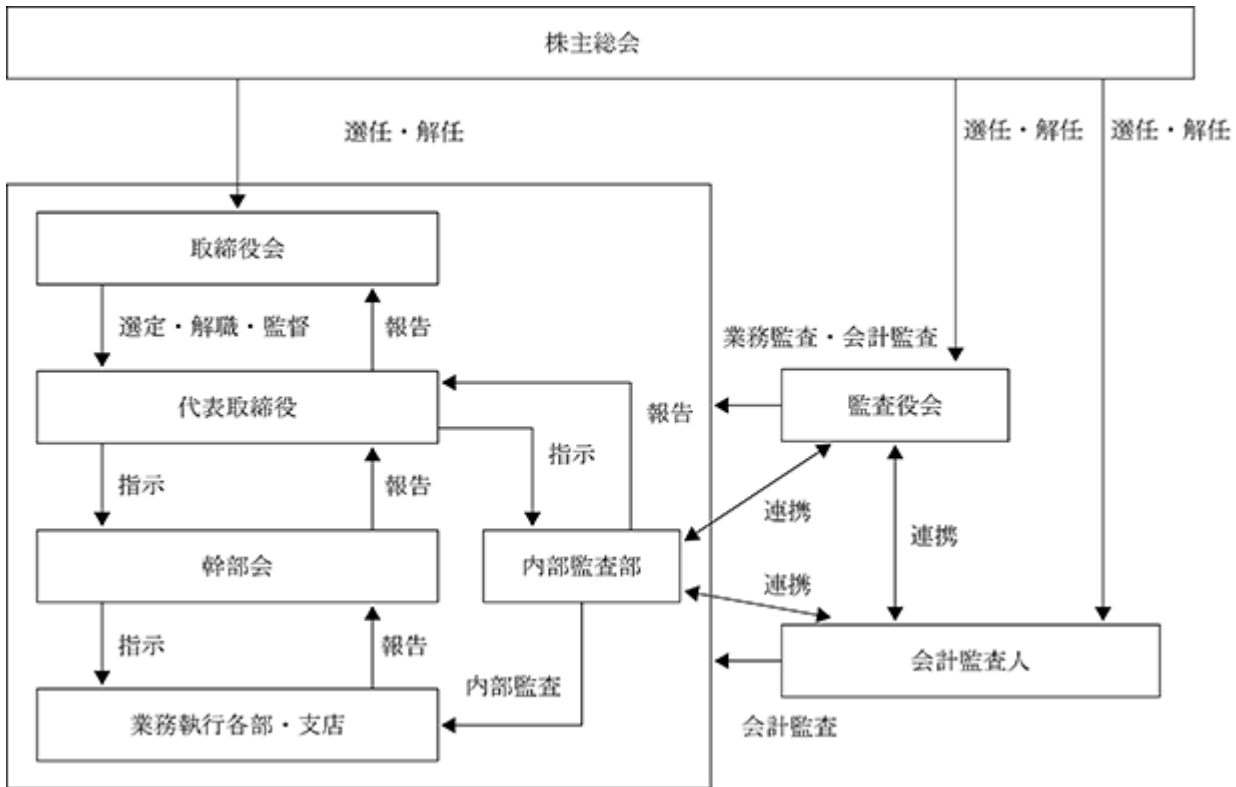 株主総会
選任・解任
選任・解任
選任・解任
取締役会
選定・解職・監督
報告
業務監査・会計監査
代表取締役
報告
監査役会
指示
報告
指示
連携
連携
幹部会
内部監査部
連携
指示
報告
会計監査人
内部監査
業務執行各部・支店
会計監査